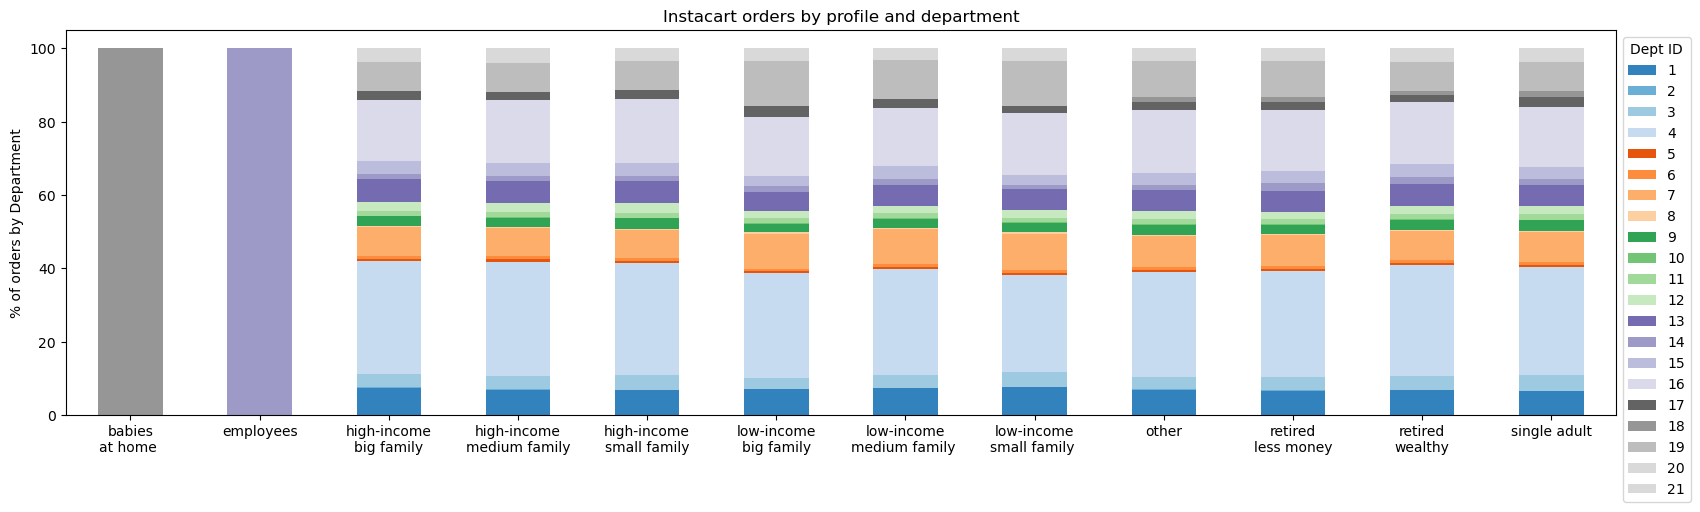 Instacart orders by profile and department
% of orders by Department
100
80
60
40
20
0
babies
at home
employees
high-income
big family
high-income
medium family
high-income
small family
low-income
big family
low-income
medium family
low-income
small family
other
retired
less money
retired
wealthy
single adult
Dept ID
1
2
3
4
5
6
7
8
9
10
11
12
13
14
15
16
17
18
19
20
21